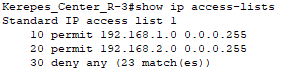 Kerepes_Center_R-3#show ip access-lists
Standard IP access list 1
    10 permit 192.168.1.0 0.0.0.255
    20 permit 192.168.2.0 0.0.0.255
    30 deny any (23 match(es))